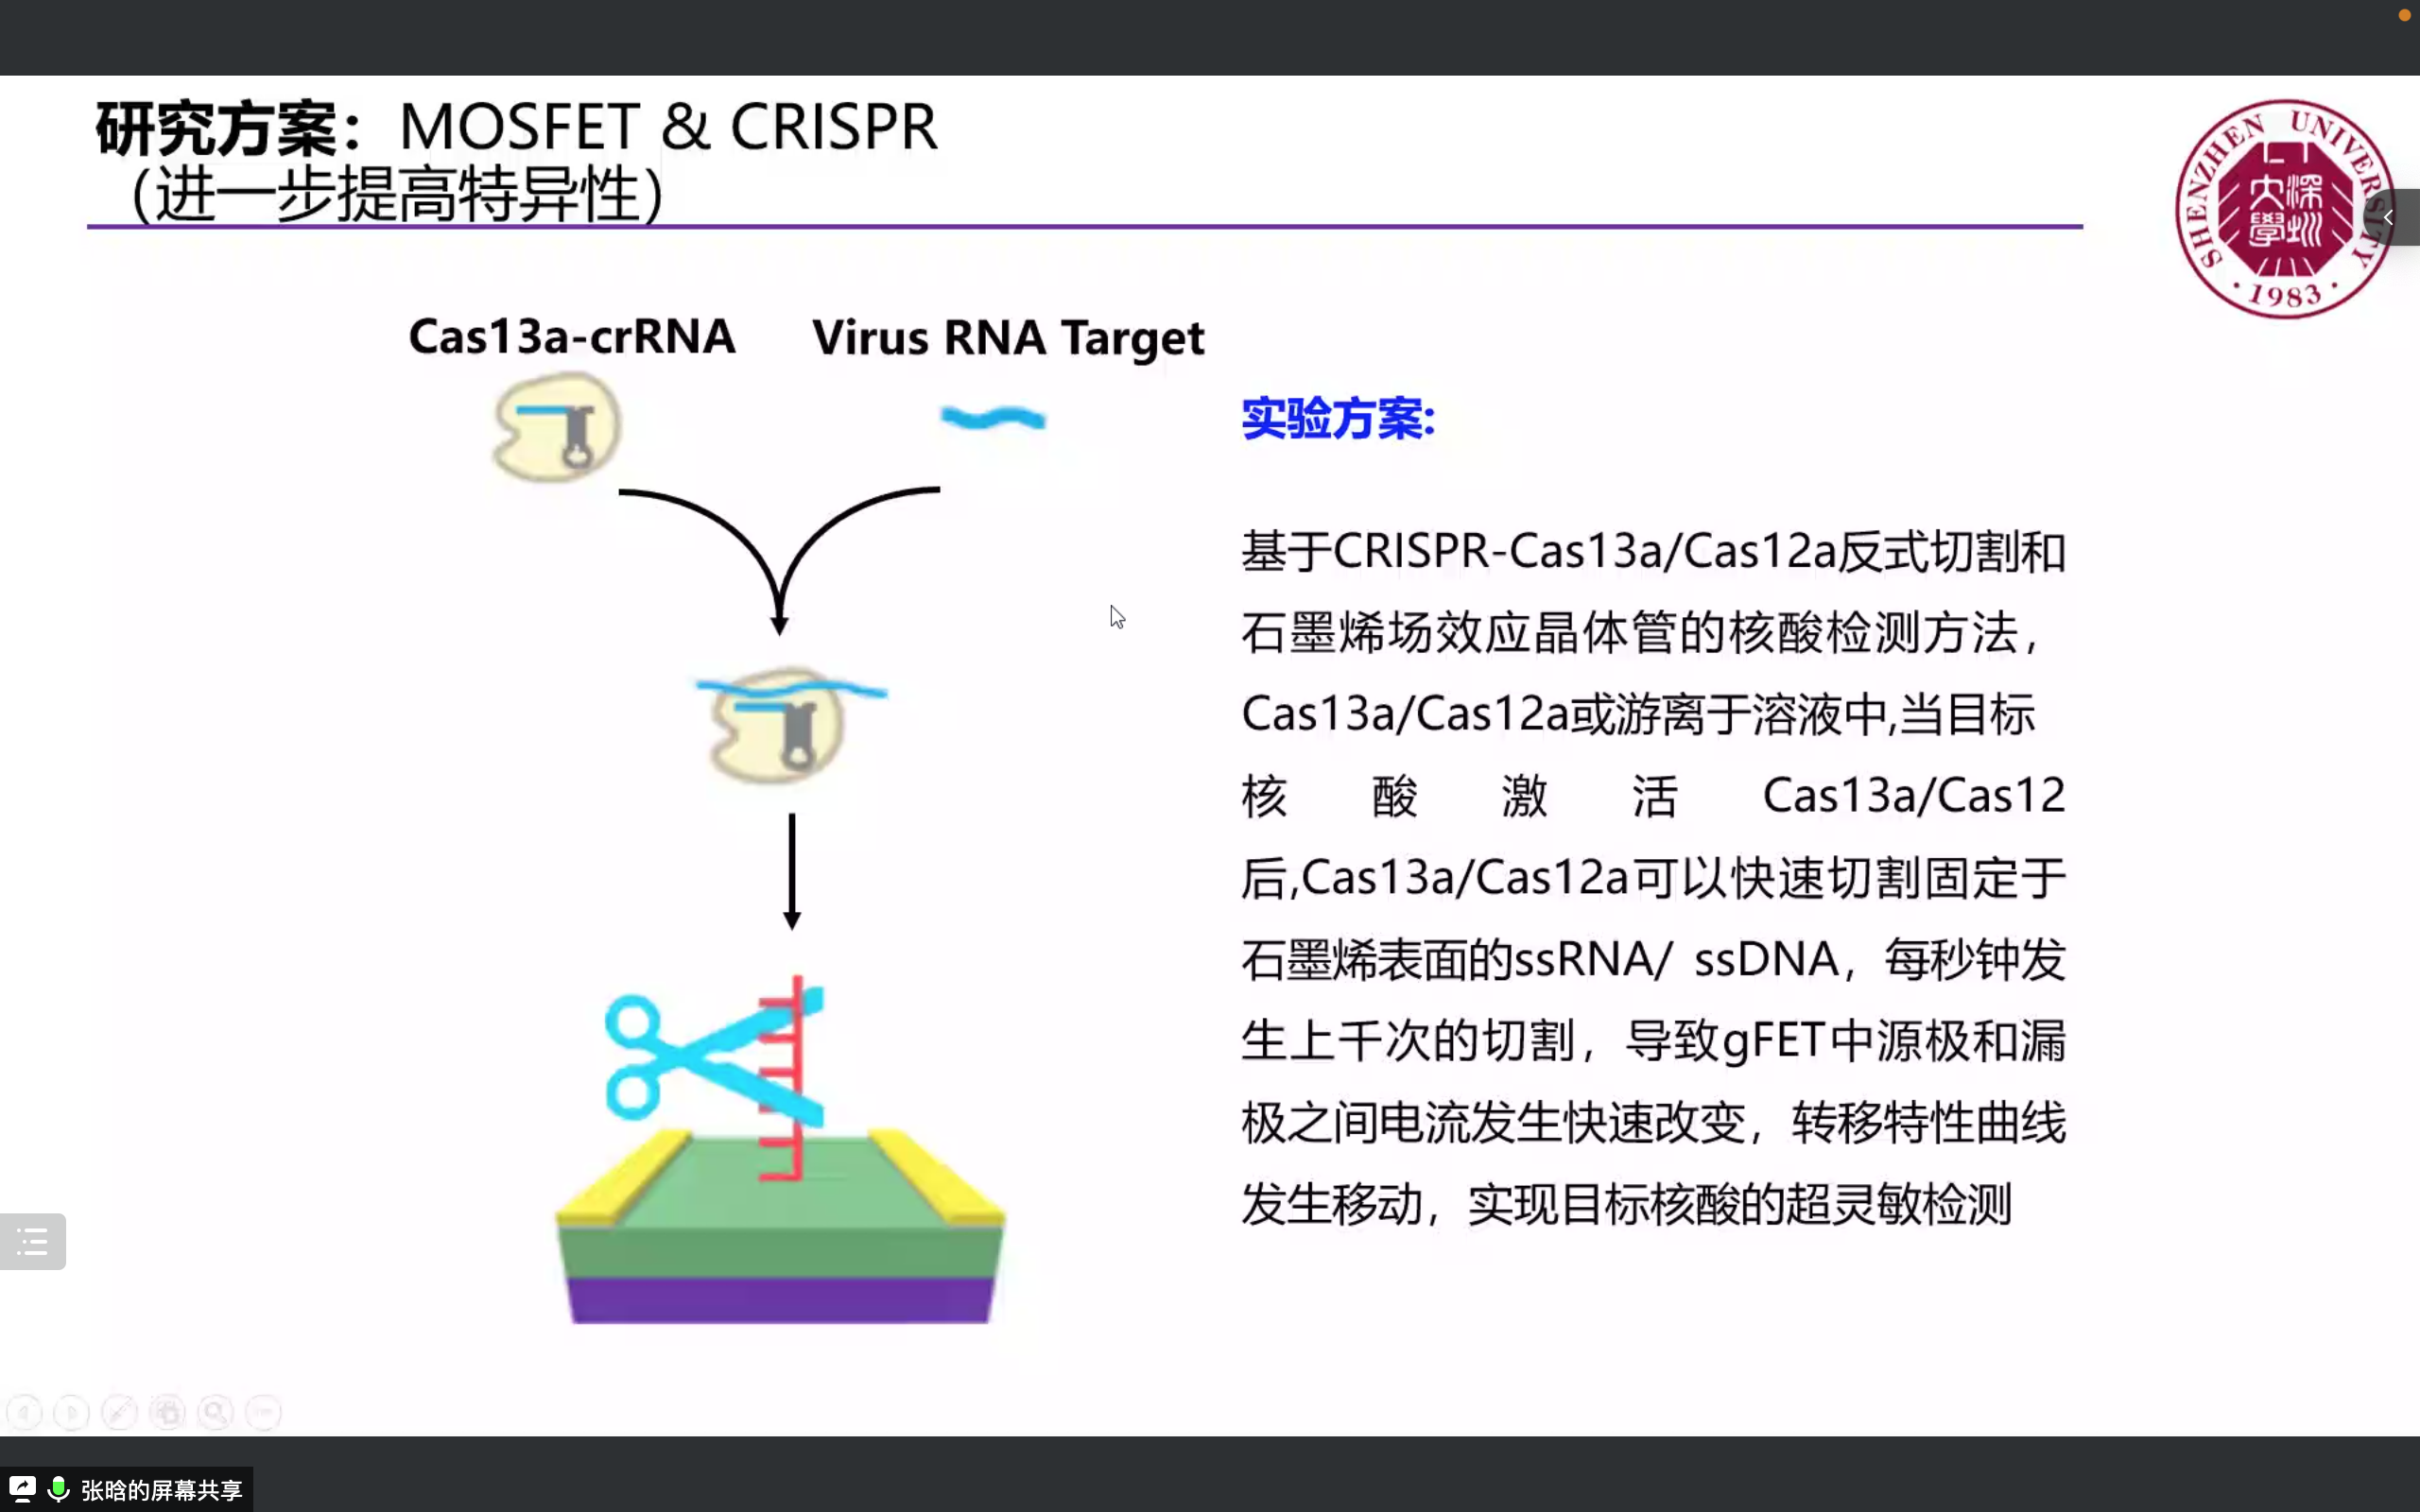 研究方案：MOSFET & CRISPR
（进一步提高特异性）
SHENZHEN UNIVERSITY
深圳
大學
· 1983 ·
Cas13a-crRNA
Virus RNA Target
实验方案:
基于CRISPR-Cas13a/Cas12a反式切割和
石墨烯场效应晶体管的核酸检测方法，
Cas13a/Cas12a或游离于溶液中,当目标
核酸激活Cas13a/Cas12
后,Cas13a/Cas12a可以快速切割固定于
石墨烯表面的ssRNA/ ssDNA，每秒钟发
生上千次的切割，导致gFET中源极和漏
极之间电流发生快速改变，转移特性曲线
发生移动，实现目标核酸的超灵敏检测
张晗的屏幕共享